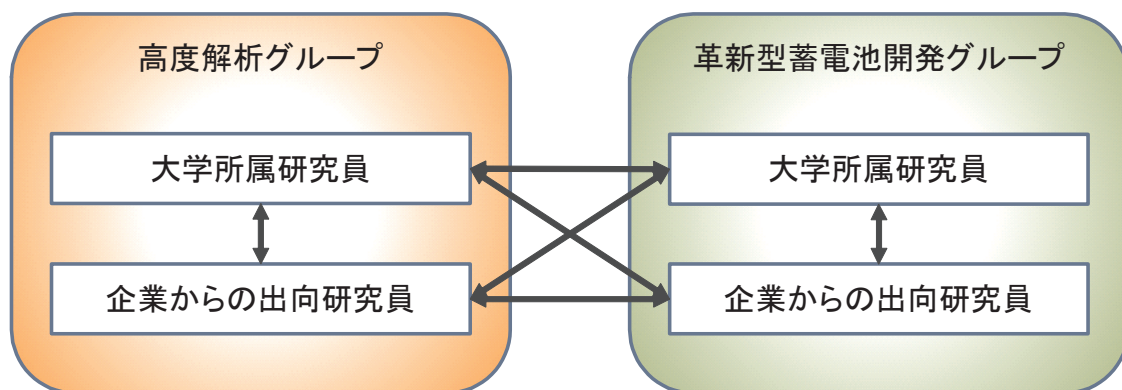 高度解析グループ
革新型蓄電池開発グループ
大学所属研究員
大学所属研究員
企業からの出向研究員
企業からの出向研究員